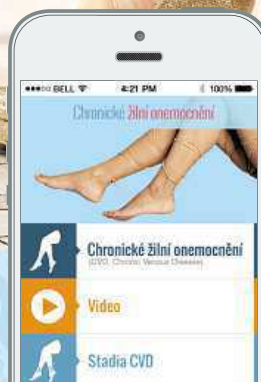 BELL 4:21 PM 100%
Chronické žilní onemocnění
Chronické žilní onemocnění
(CVD, Chronic Venous Disease)
Video
Stadia CVD